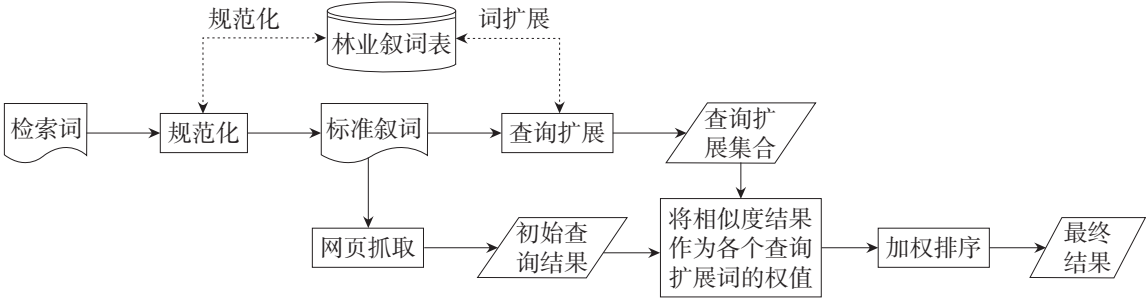 规范化
词扩展
林业叙词表
检索词
规范化
标准叙词
查询扩展
查询扩
展集合
网页抓取
初始查
询结果
将相似度结果
作为各个查询
扩展词的权值
加权排序
最终
结果